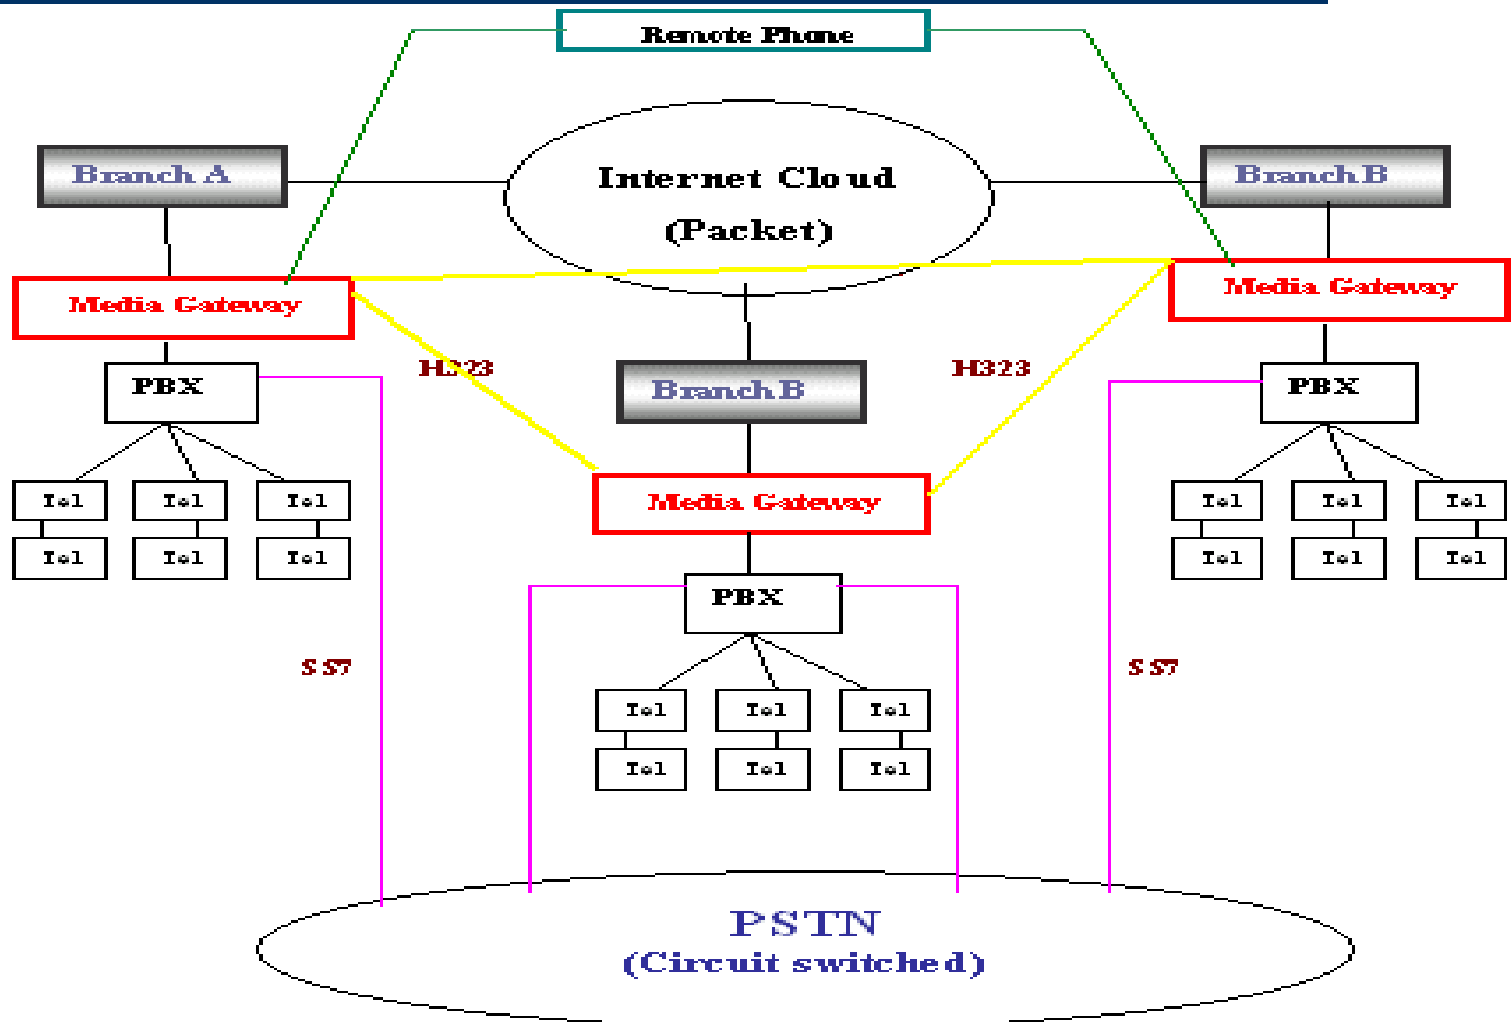 Remote Phone
Branch A
Internet Cloud
(Packet)
Branch B
Media Gateway
Media Gateway
H323
H323
PBX
Branch B
PBX
Tel
Tel
Tel
Tel
Tel
Tel
Media Gateway
Tel
Tel
Tel
Tel
Tel
Tel
PBX
SS7
SS7
Tel
Tel
Tel
Tel
Tel
Tel
PSTN
(Circuit switched)